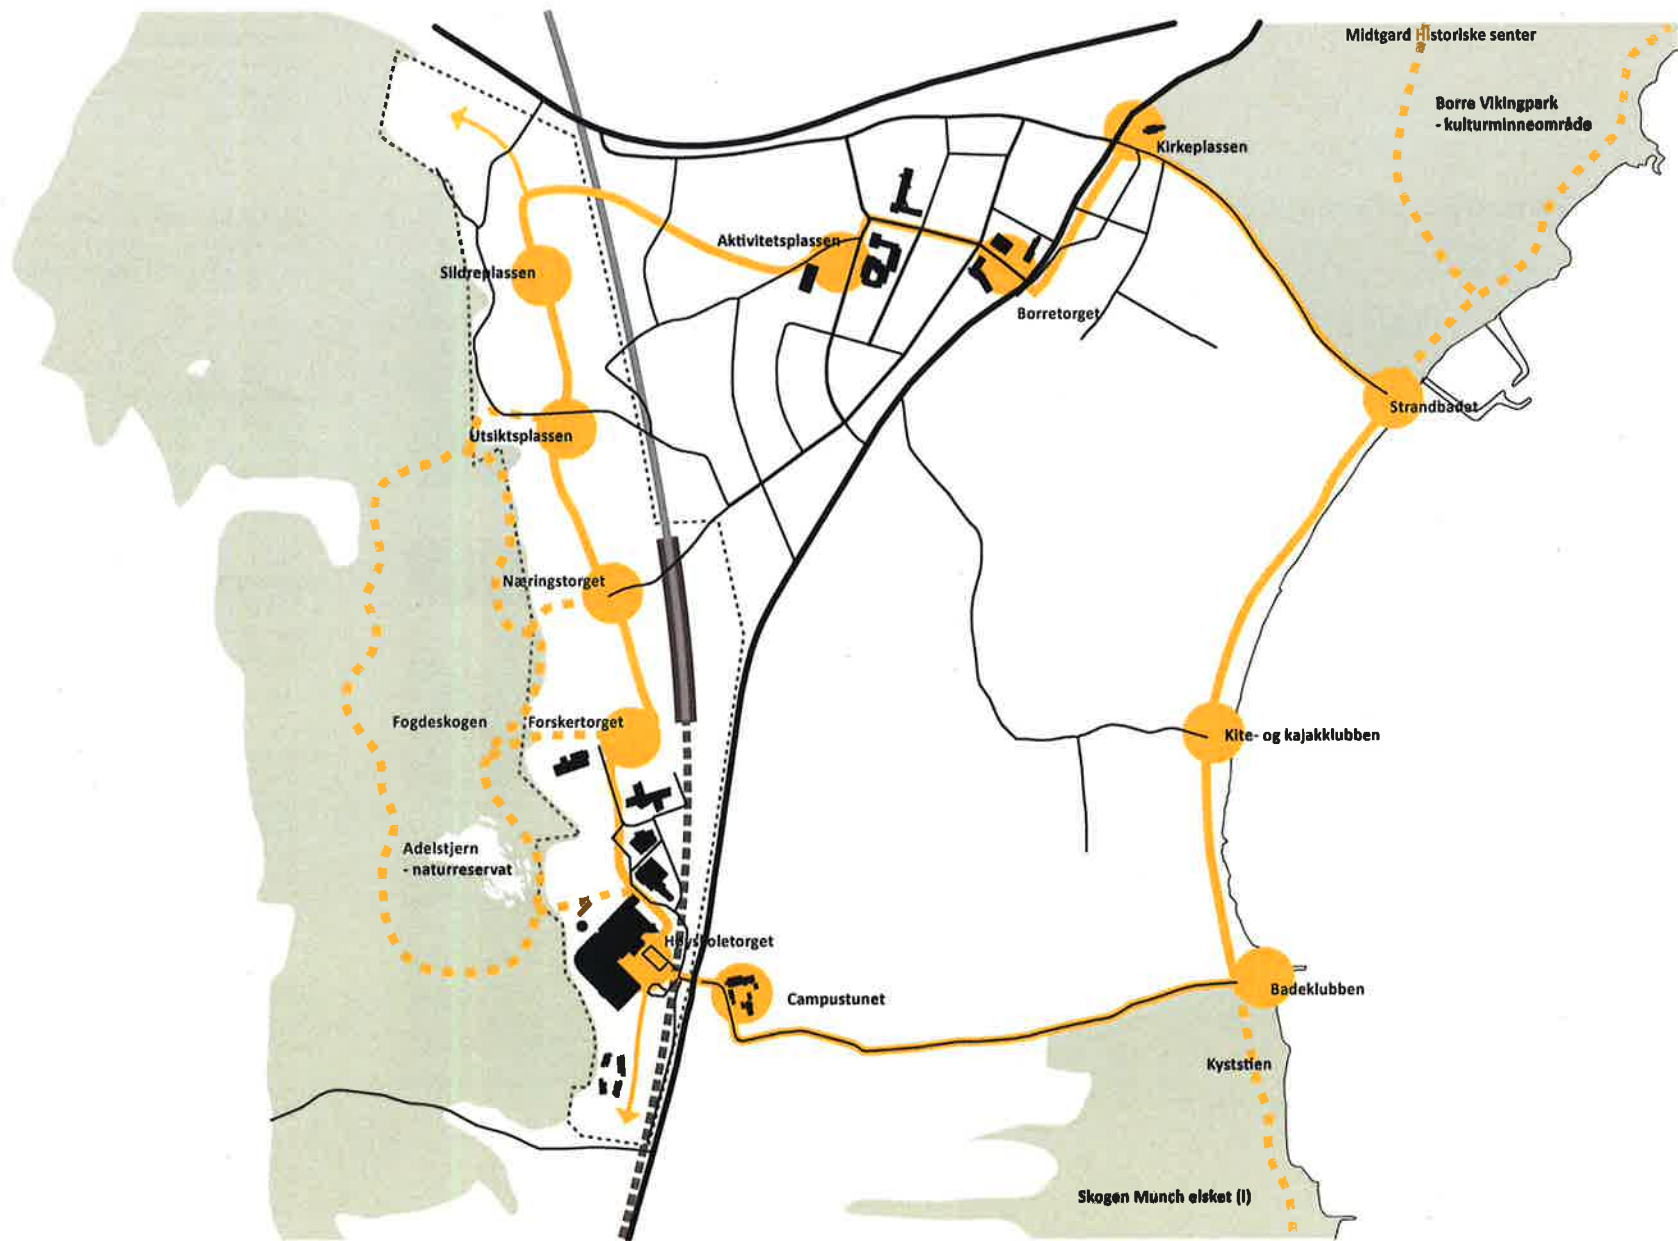 Midtgard Historiske senter
Borre Vikingpark
- kulturminneområde
Kirkeplassen
Aktivitetsplassen
Sildreplassen
Borretorget
Strandbadet
Utsiktsplassen
Næringstorget
Fogdeskogen
Forskertorget
Kite- og kajakklubben
Adelstjern
- naturreservat
Høyskoletorget
Badeklubben
Campustunet
Kyststien
Skogen Munch elsket (I)